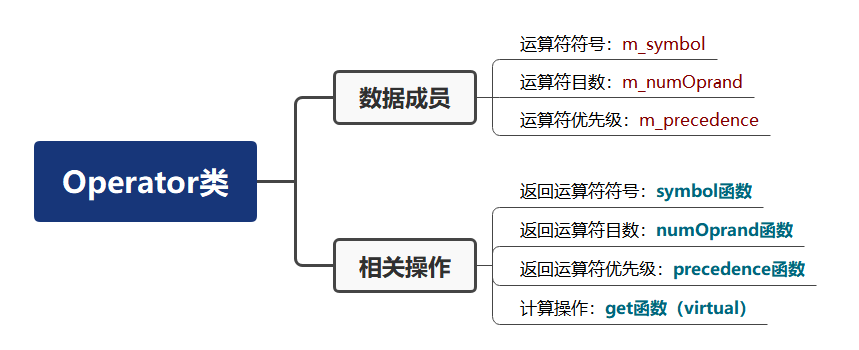 Operator类
数据成员
运算符符号：m_symbol
运算符目数：m_numOprand
运算符优先级：m_precedence
相关操作
返回运算符符号：symbol函数
返回运算符目数：numOprand函数
返回运算符优先级：precedence函数
计算操作：get函数（virtual）